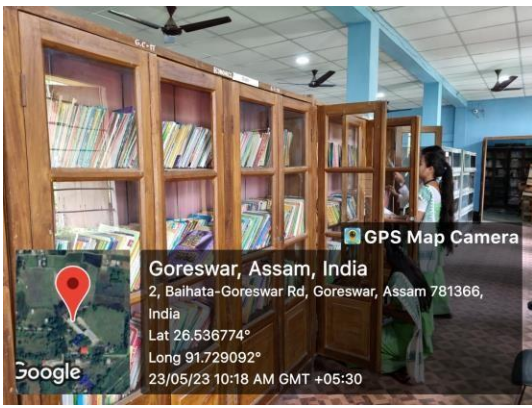 G.C-11
GPS Map Camera
Goreswar, Assam, India
2, Baihata-Goreswar Rd, Goreswar, Assam 781366,
India
Lat 26.536774°
Long 91.729092°
23/05/23 10:18 AM GMT +05:30
Google